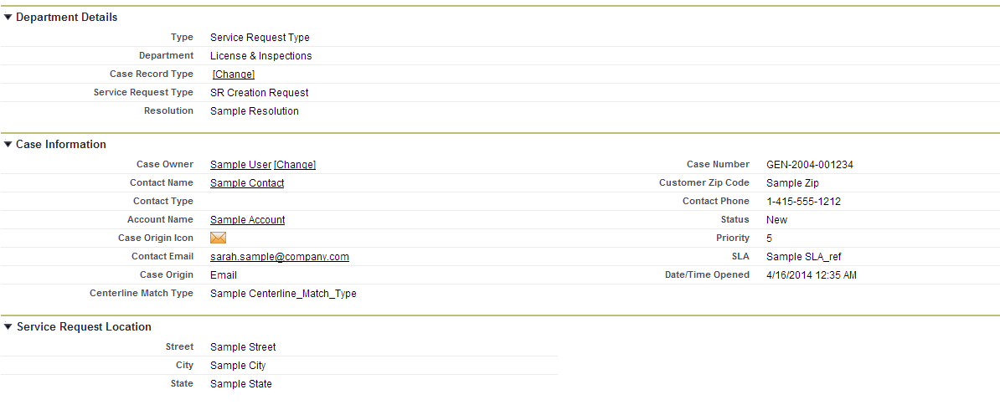 Department Details
Type Service Request Type
Department License & Inspections
Case Record Type [Change]
Service Request Type SR Creation Request
Resolution Sample Resolution
Case Information
Case Owner Sample User [Change] Case Number GEN-2004-001234
Contact Name Sample Contact Customer Zip Code Sample Zip
Contact Type Contact Phone 1-415-555-1212
Account Name Sample Account Status New
Case Origin Icon Priority 5
Contact Email sarah.sample@company.com SLA Sample SLA_ref
Case Origin Email Date/Time Opened 4/16/2014 12:35 AM
Centerline Match Type Sample Centerline_Match_Type
Service Request Location
Street Sample Street
City Sample City
State Sample State